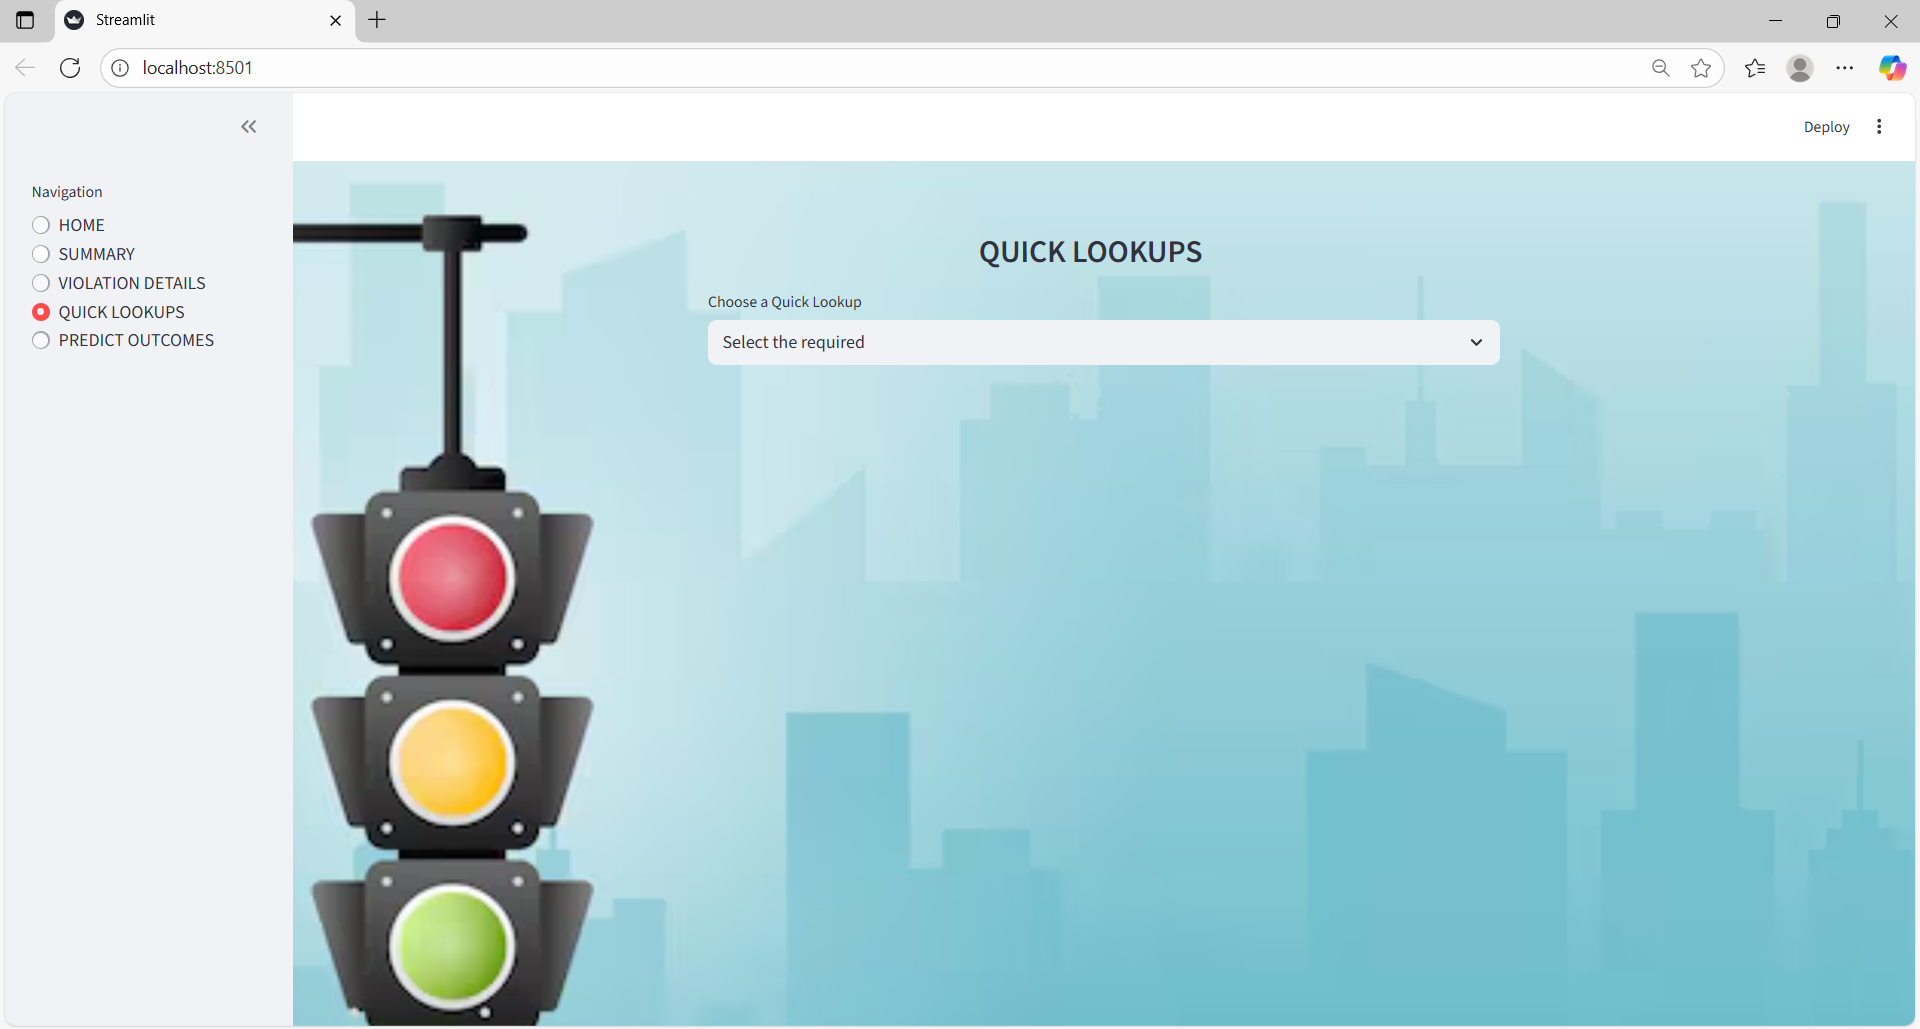 Streamlit
localhost:8501
Deploy
Navigation
HOME
SUMMARY
VIOLATION DETAILS
QUICK LOOKUPS
PREDICT OUTCOMES
QUICK LOOKUPS
Choose a Quick Lookup
Select the required